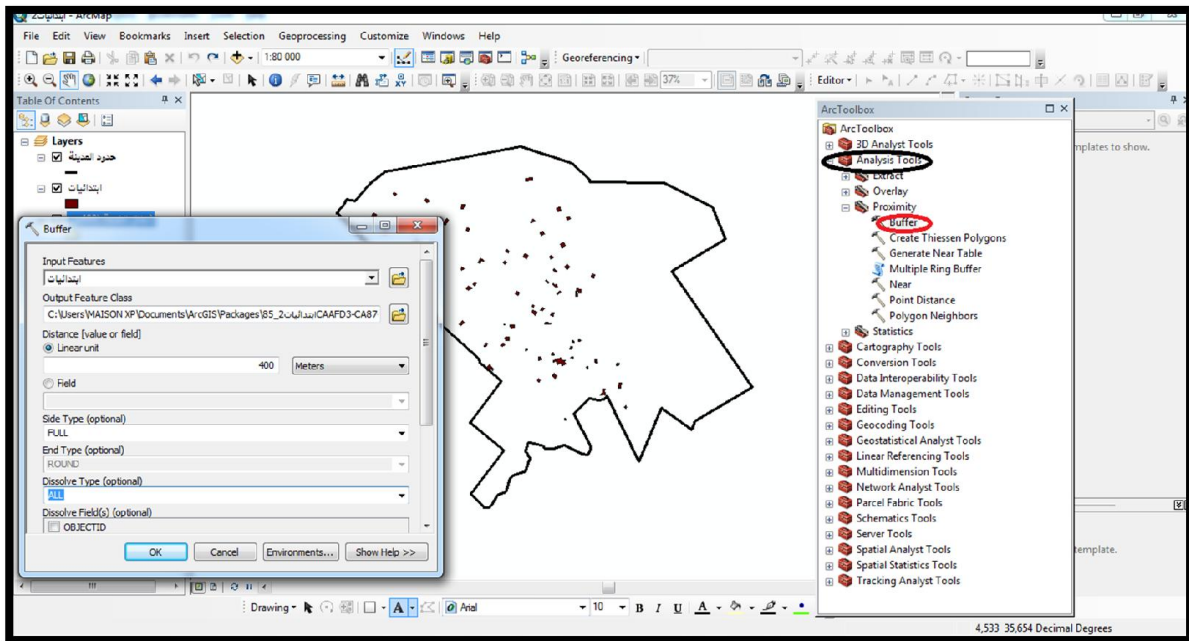 ابتدائيات2 - ArcMap
File Edit View Bookmarks Insert Selection Geoprocessing Customize Windows Help
1:80 000
Georeferencing
37%
Editor
Table Of Contents
Layers
حدود المدينة
ابتدائيات
Buffer
Input Features
ابتدائيات
Output Feature Class
Distance [value or field]
Linear unit
400 Meters
Field
Side Type (optional)
FULL
End Type (optional)
ROUND
Dissolve Type (optional)
ALL
Dissolve Field(s) (optional)
OBJECTID
OK Cancel Environments... Show Help >>
ArcToolbox
ArcToolbox
3D Analyst Tools
Analysis Tools
Extract
Overlay
Proximity
Buffer
Create Thiessen Polygons
Generate Near Table
Multiple Ring Buffer
Near
Point Distance
Polygon Neighbors
Statistics
Cartography Tools
Conversion Tools
Data Interoperability Tools
Data Management Tools
Editing Tools
Geocoding Tools
Geostatistical Analyst Tools
Linear Referencing Tools
Multidimension Tools
Network Analyst Tools
Parcel Fabric Tools
Schematics Tools
Server Tools
Spatial Analyst Tools
Spatial Statistics Tools
Tracking Analyst Tools
mplates to show.
template.
Drawing A Arial 10 B I U A
4,533 35,654 Decimal Degrees